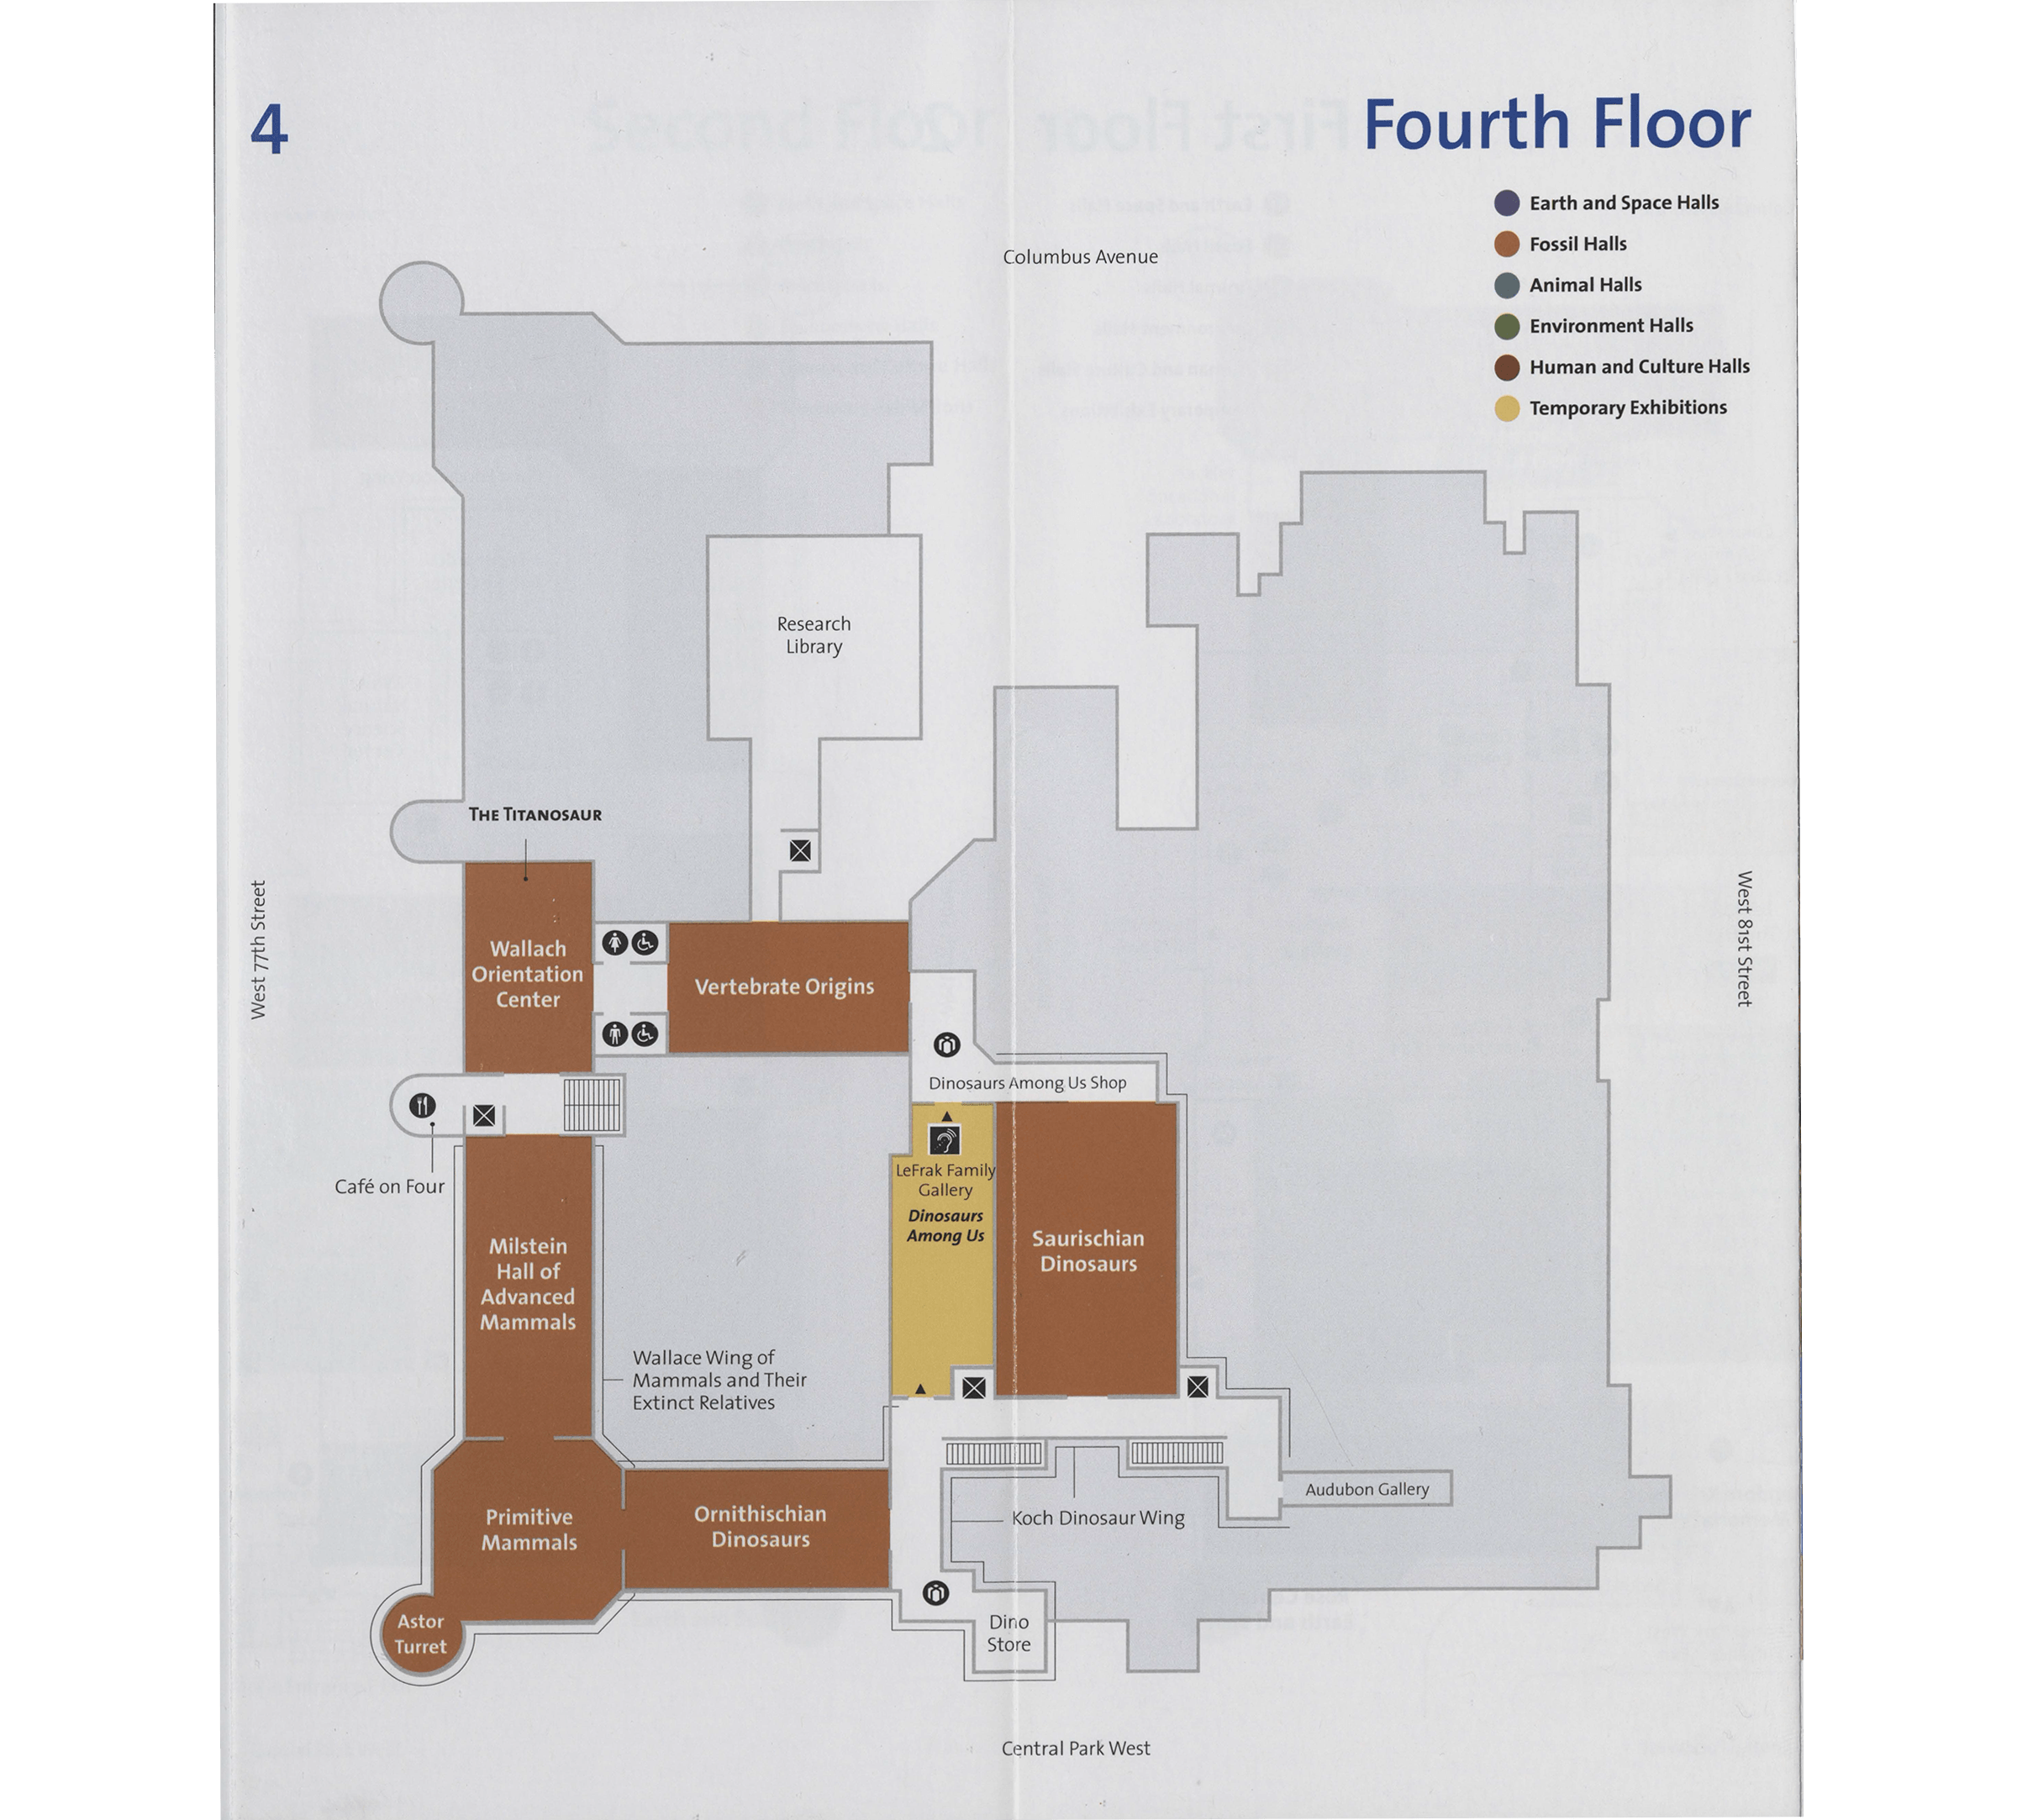 4
Fourth Floor
Earth and Space Halls
Fossil Halls
Animal Halls
Environment Halls
Human and Culture Halls
Temporary Exhibitions
Columbus Avenue
Research
Library
THE TITANOSAUR
West 77th Street
West 81st Street
Wallach
Orientation
Center
Vertebrate Origins
Dinosaurs Among Us Shop
Café on Four
LeFrak Family
Gallery
Dinosaurs
Among Us
Saurischian
Dinosaurs
Milstein
Hall of
Advanced
Mammals
Wallace Wing of
Mammals and Their
Extinct Relatives
Audubon Gallery
Primitive
Mammals
Ornithischian
Dinosaurs
Koch Dinosaur Wing
Astor
Turret
Dino
Store
Central Park West